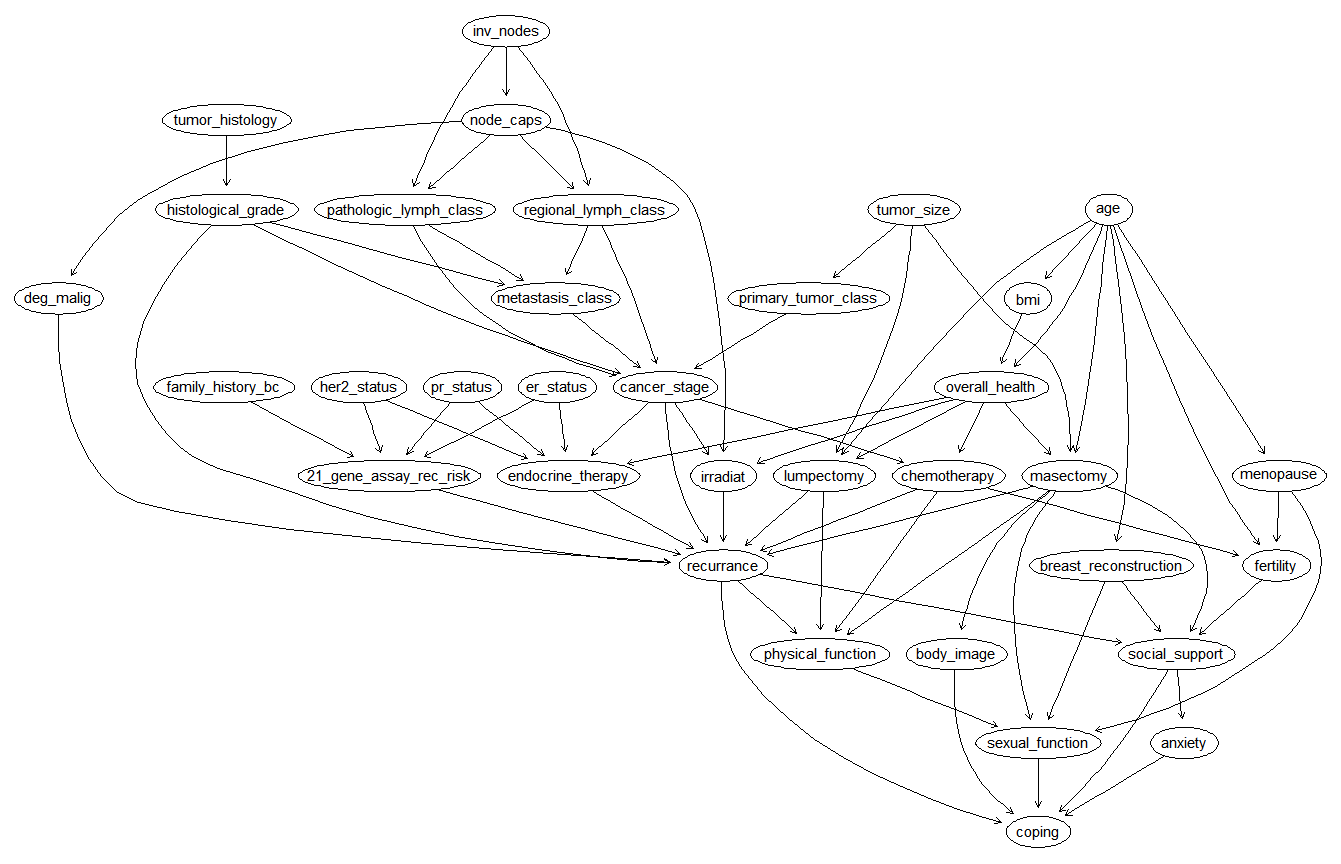 inv_nodes
tumor_histology
node_caps
histological_grade
pathologic_lymph_class
regional_lymph_class
tumor_size
age
deg_malig
metastasis_class
primary_tumor_class
bmi
family_history_bc
her2_status
pr_status
er_status
cancer_stage
overall_health
21_gene_assay_rec_risk
endocrine_therapy
irradiat
lumpectomy
chemotherapy
masectomy
menopause
recurrance
breast_reconstruction
fertility
physical_function
body_image
social_support
sexual_function
anxiety
coping